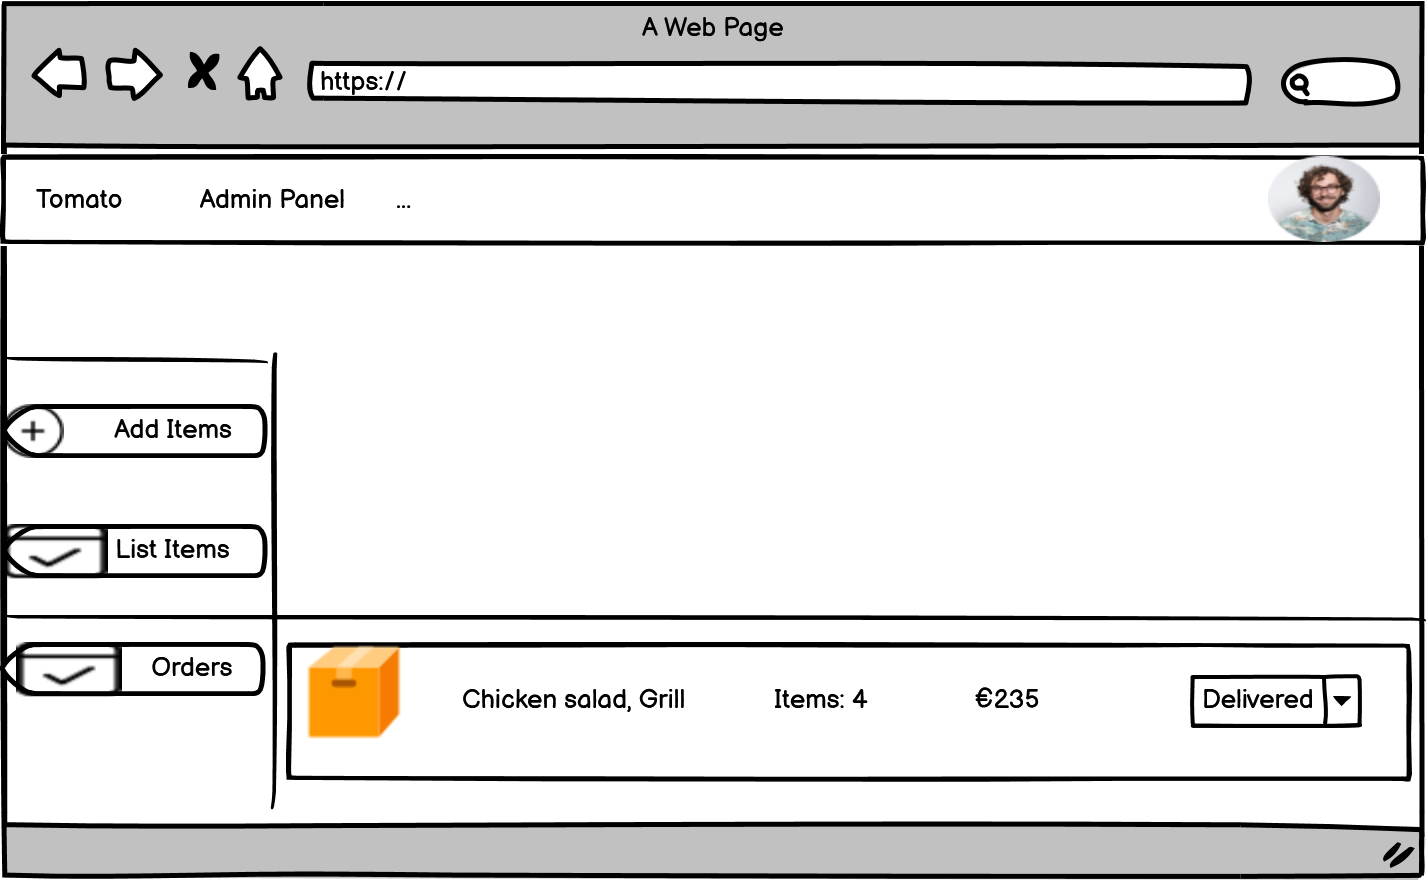 A Web Page
https://
Tomato Admin Panel ...
Add Items
List Items
Orders
Chicken salad, Grill Items: 4 €235 Delivered